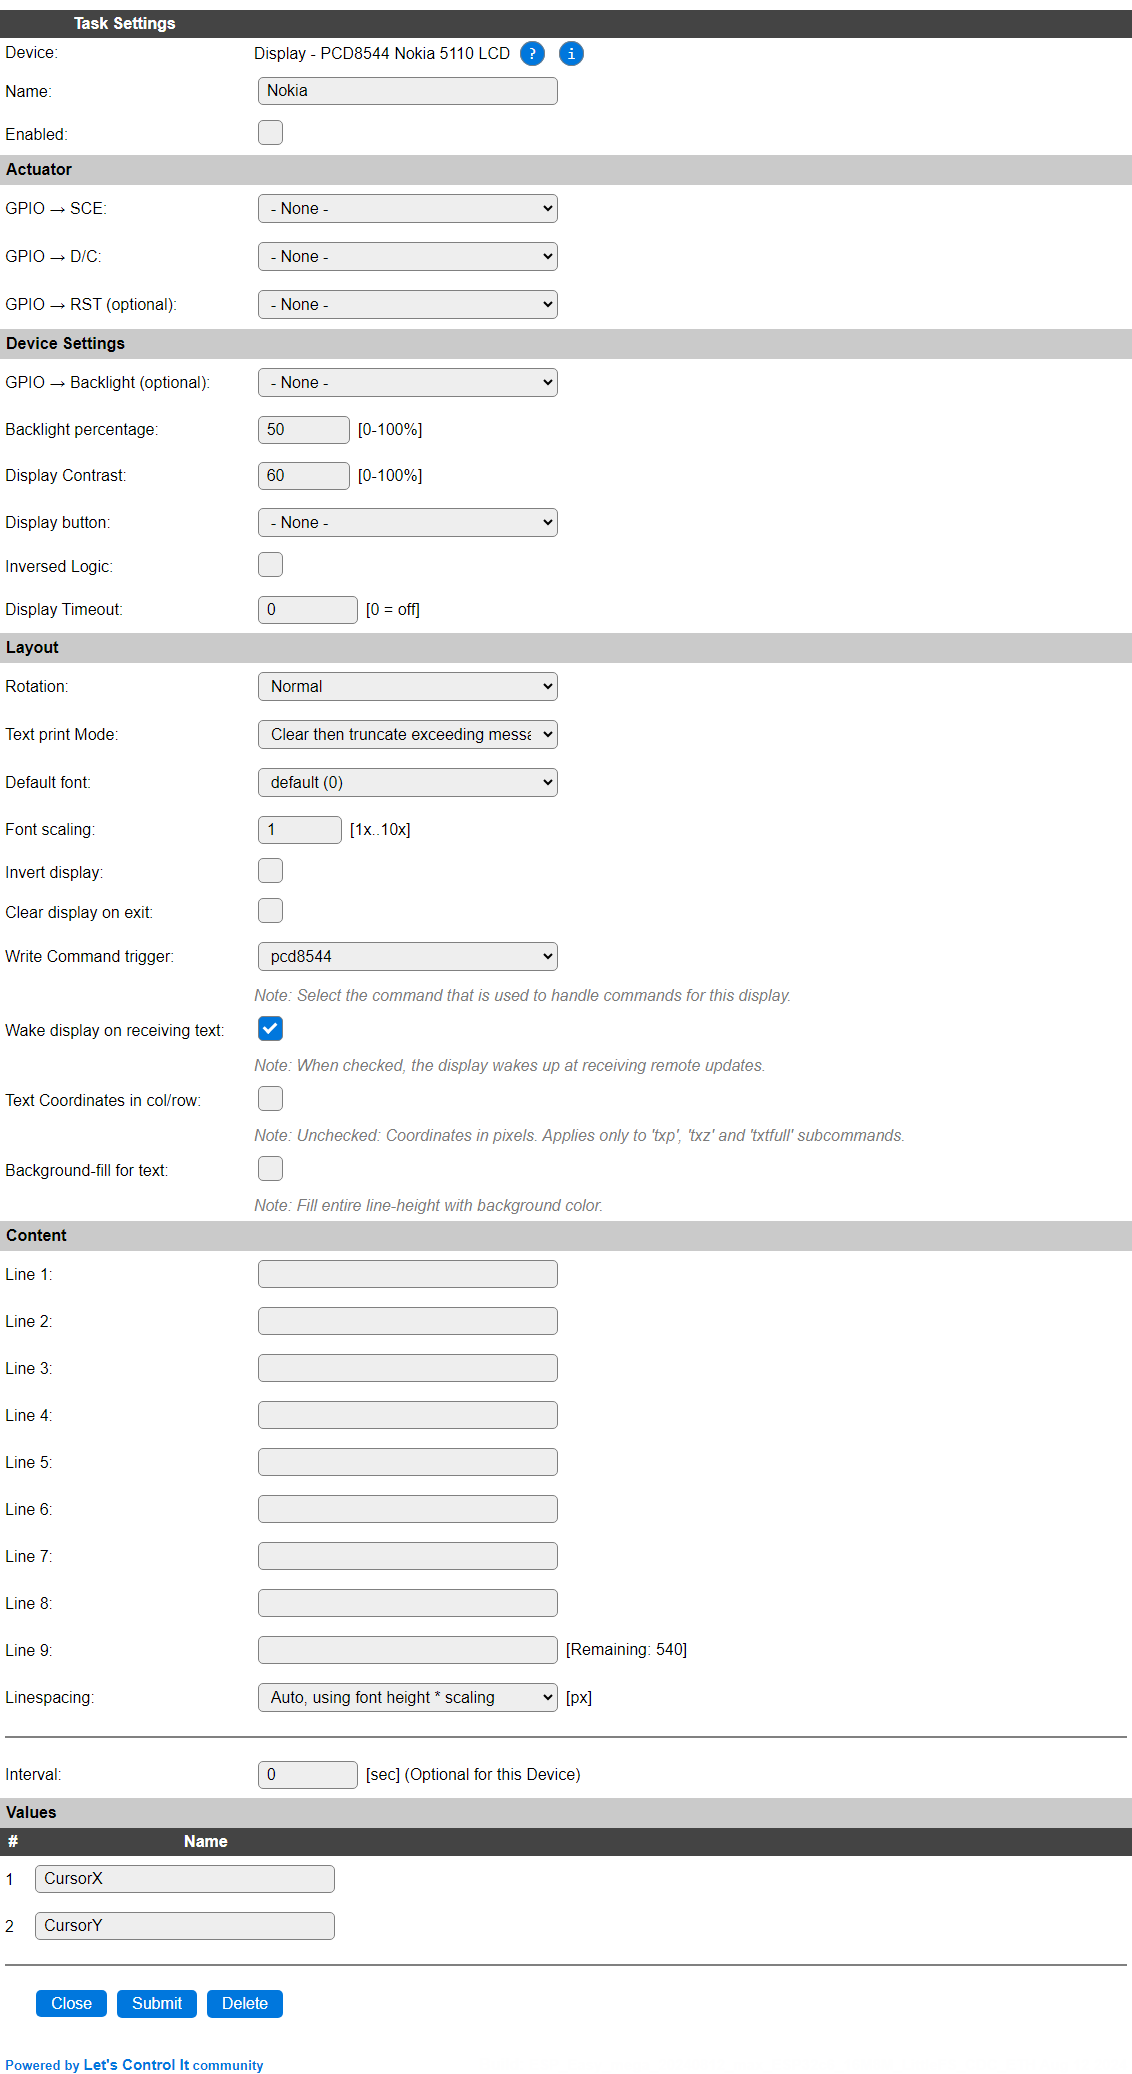 Task Settings
Device: Display - PCD8544 Nokia 5110 LCD ? i
Name: Nokia
Enabled:
Actuator
GPIO → SCE: - None -
GPIO → D/C: - None -
GPIO → RST (optional): - None -
Device Settings
GPIO → Backlight (optional): - None -
Backlight percentage: 50 [0-100%]
Display Contrast: 60 [0-100%]
Display button: - None -
Inversed Logic:
Display Timeout: 0 [0 = off]
Layout
Rotation: Normal
Text print Mode: Clear then truncate exceeding messa
Default font: default (0)
Font scaling: 1 [1x..10x]
Invert display:
Clear display on exit:
Write Command trigger: pcd8544
Note: Select the command that is used to handle commands for this display.
Wake display on receiving text:
Note: When checked, the display wakes up at receiving remote updates.
Text Coordinates in col/row:
Note: Unchecked: Coordinates in pixels. Applies only to 'txp', 'txz' and 'txtfull' subcommands.
Background-fill for text:
Note: Fill entire line-height with background color.
Content
Line 1:
Line 2:
Line 3:
Line 4:
Line 5:
Line 6:
Line 7:
Line 8:
Line 9: [Remaining: 540]
Linespacing: Auto, using font height * scaling [px]
Interval: 0 [sec] (Optional for this Device)
Values
# Name
1 CursorX
2 CursorY
Close Submit Delete
Powered by Let's Control It community